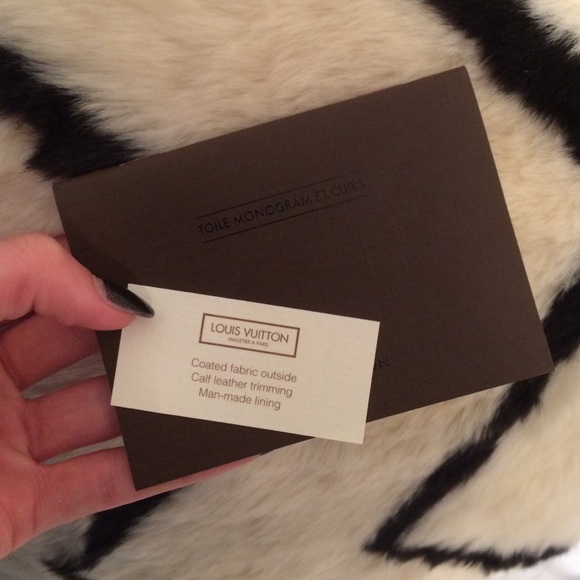 TOILE MONOGRAM ET CUIRS
LOUIS VUITTON
MALLETIER A PARIS
Coated fabric outside
Calf leather trimming
Man-made lining
N